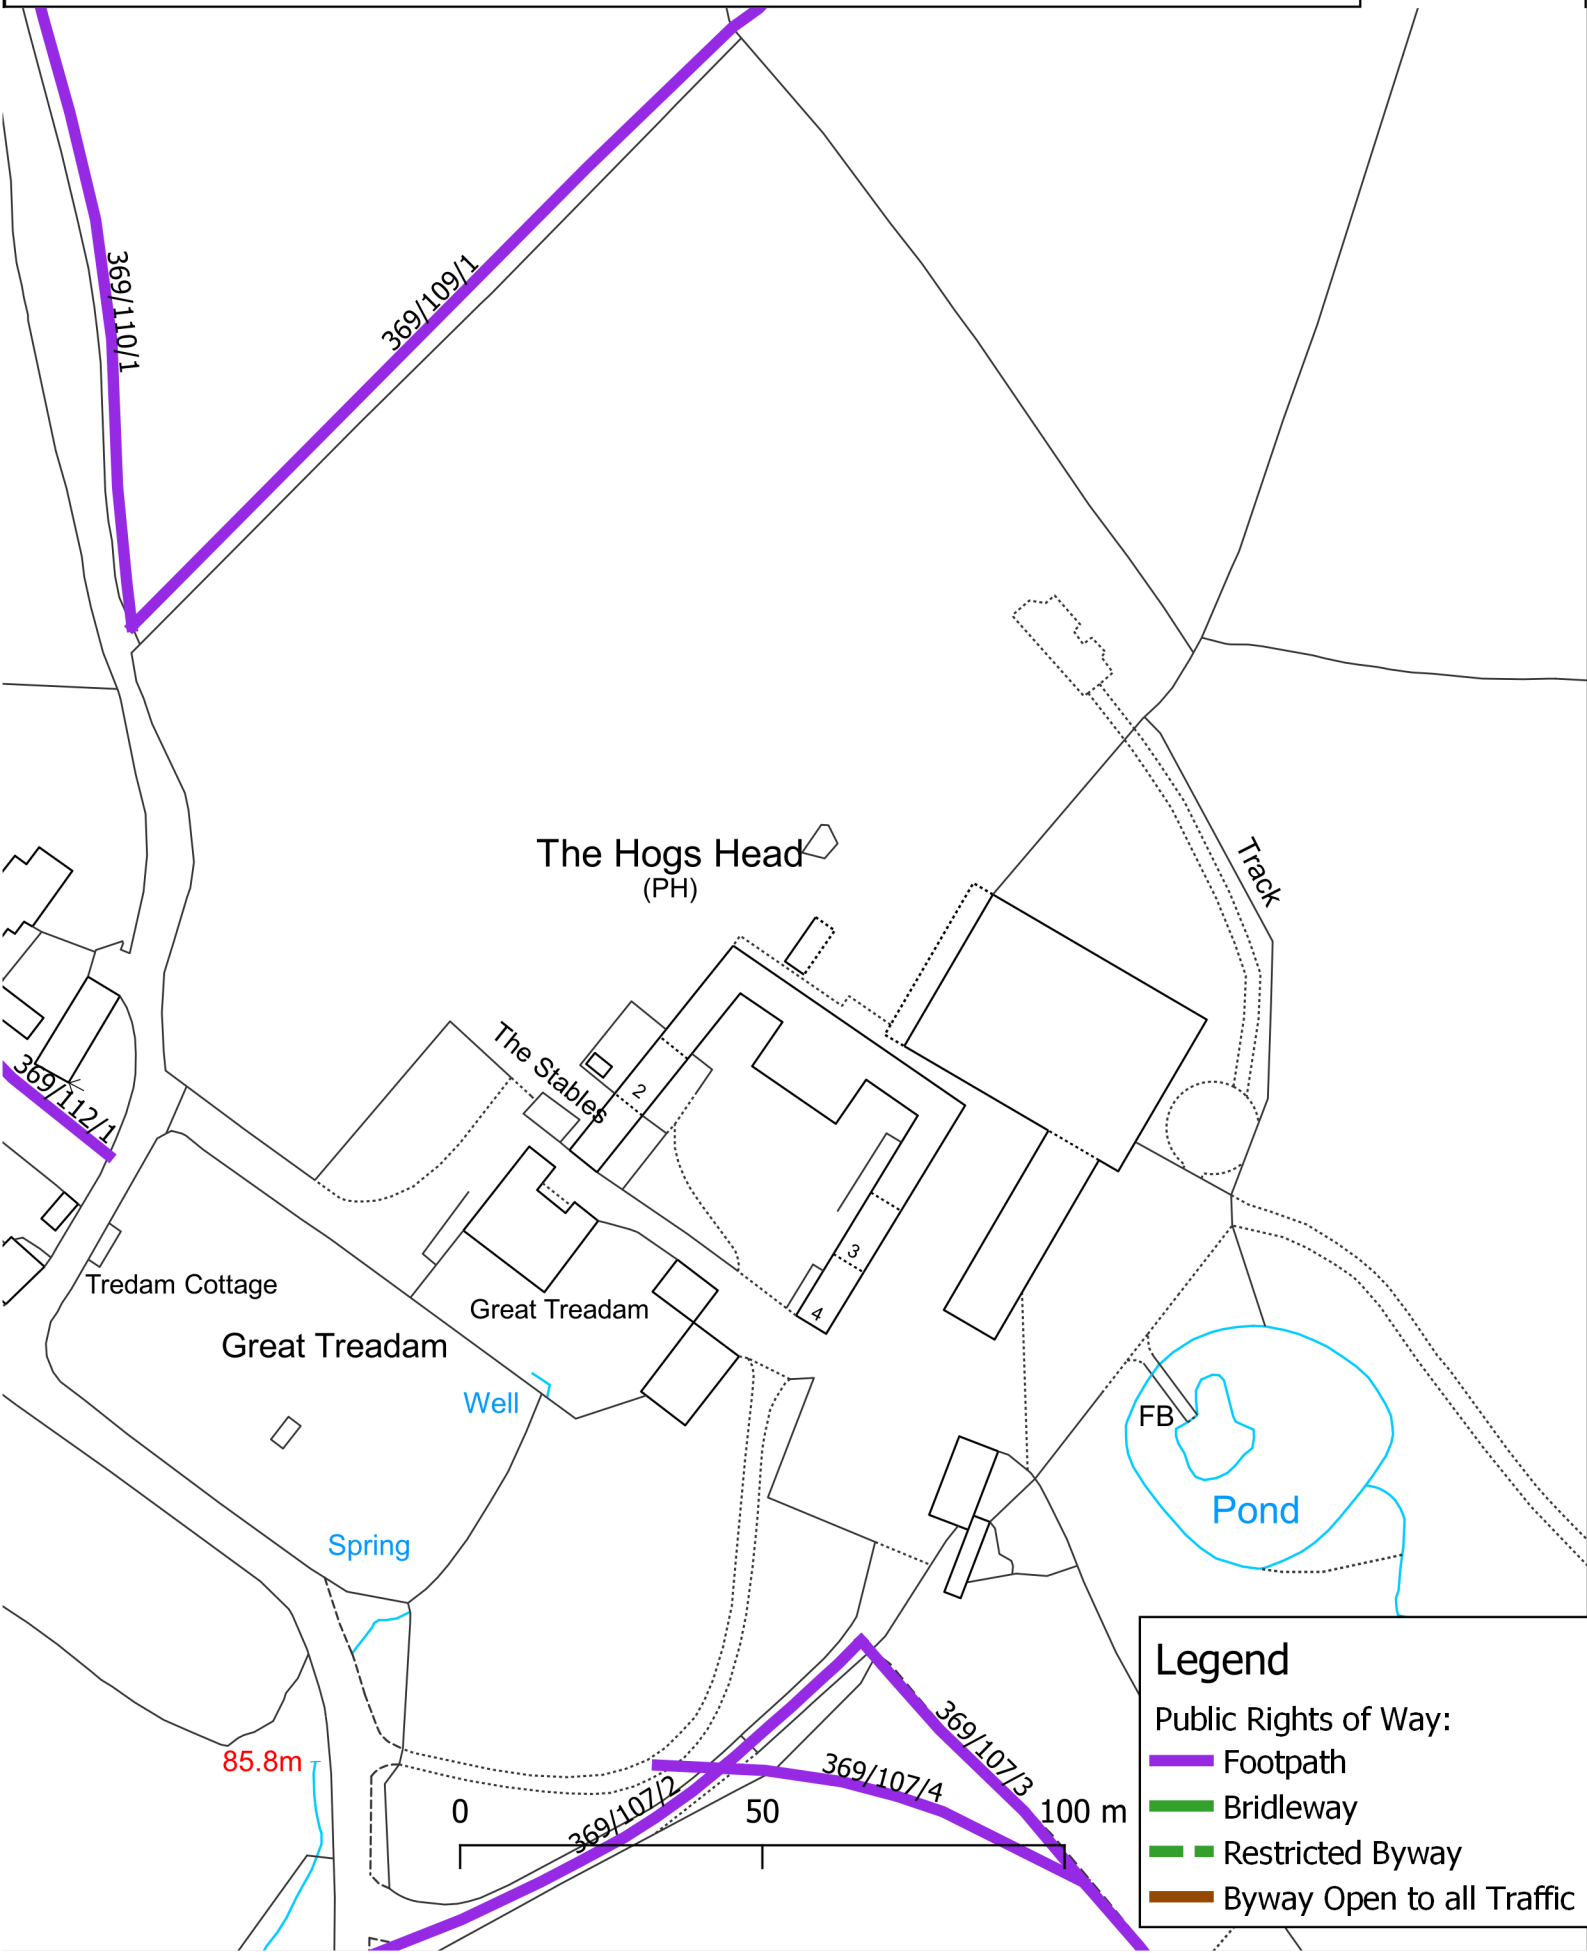 369/110/1
369/109/1
The Hogs Head
(PH)
Track
The Stables
2
369/112/1
3
4
Tredam Cottage
Great Treadam
Great Treadam
Well
FB
Pond
Spring
85.8m
369/107/3
369/107/4
369/107/2
0 50 100 m
Legend
Public Rights of Way:
Footpath
Bridleway
Restricted Byway
Byway Open to all Traffic